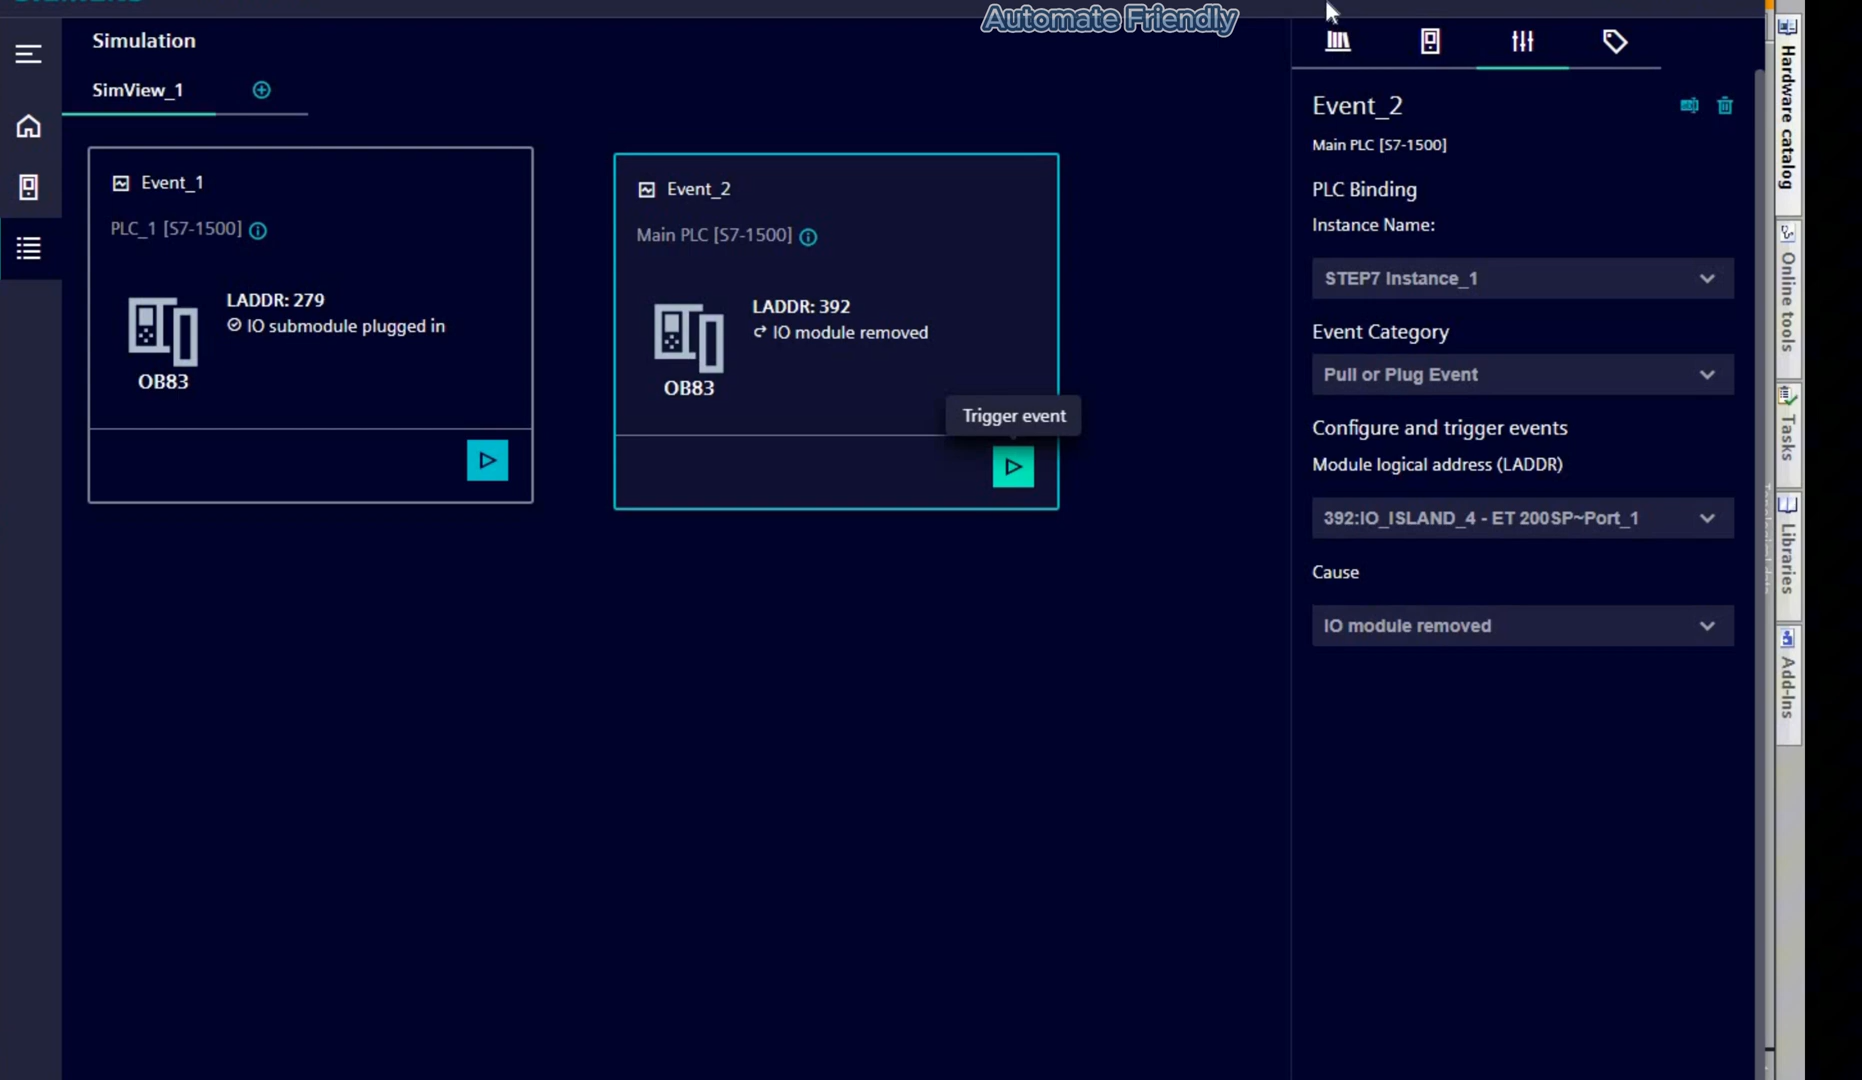 Automate Friendly
Simulation
SimView_1
Event_1
PLC_1 [S7-1500]
LADDR: 279
IO submodule plugged in
OB83
Event_2
Main PLC [S7-1500]
LADDR: 392
IO module removed
OB83
Trigger event
Event_2
Main PLC [S7-1500]
PLC Binding
Instance Name:
STEP7 Instance_1
Event Category
Pull or Plug Event
Configure and trigger events
Module logical address (LADDR)
392:IO_ISLAND_4 - ET 200SP~Port_1
Cause
IO module removed
Hardware catalog
Online tools
Tasks
Libraries
Add-Ins